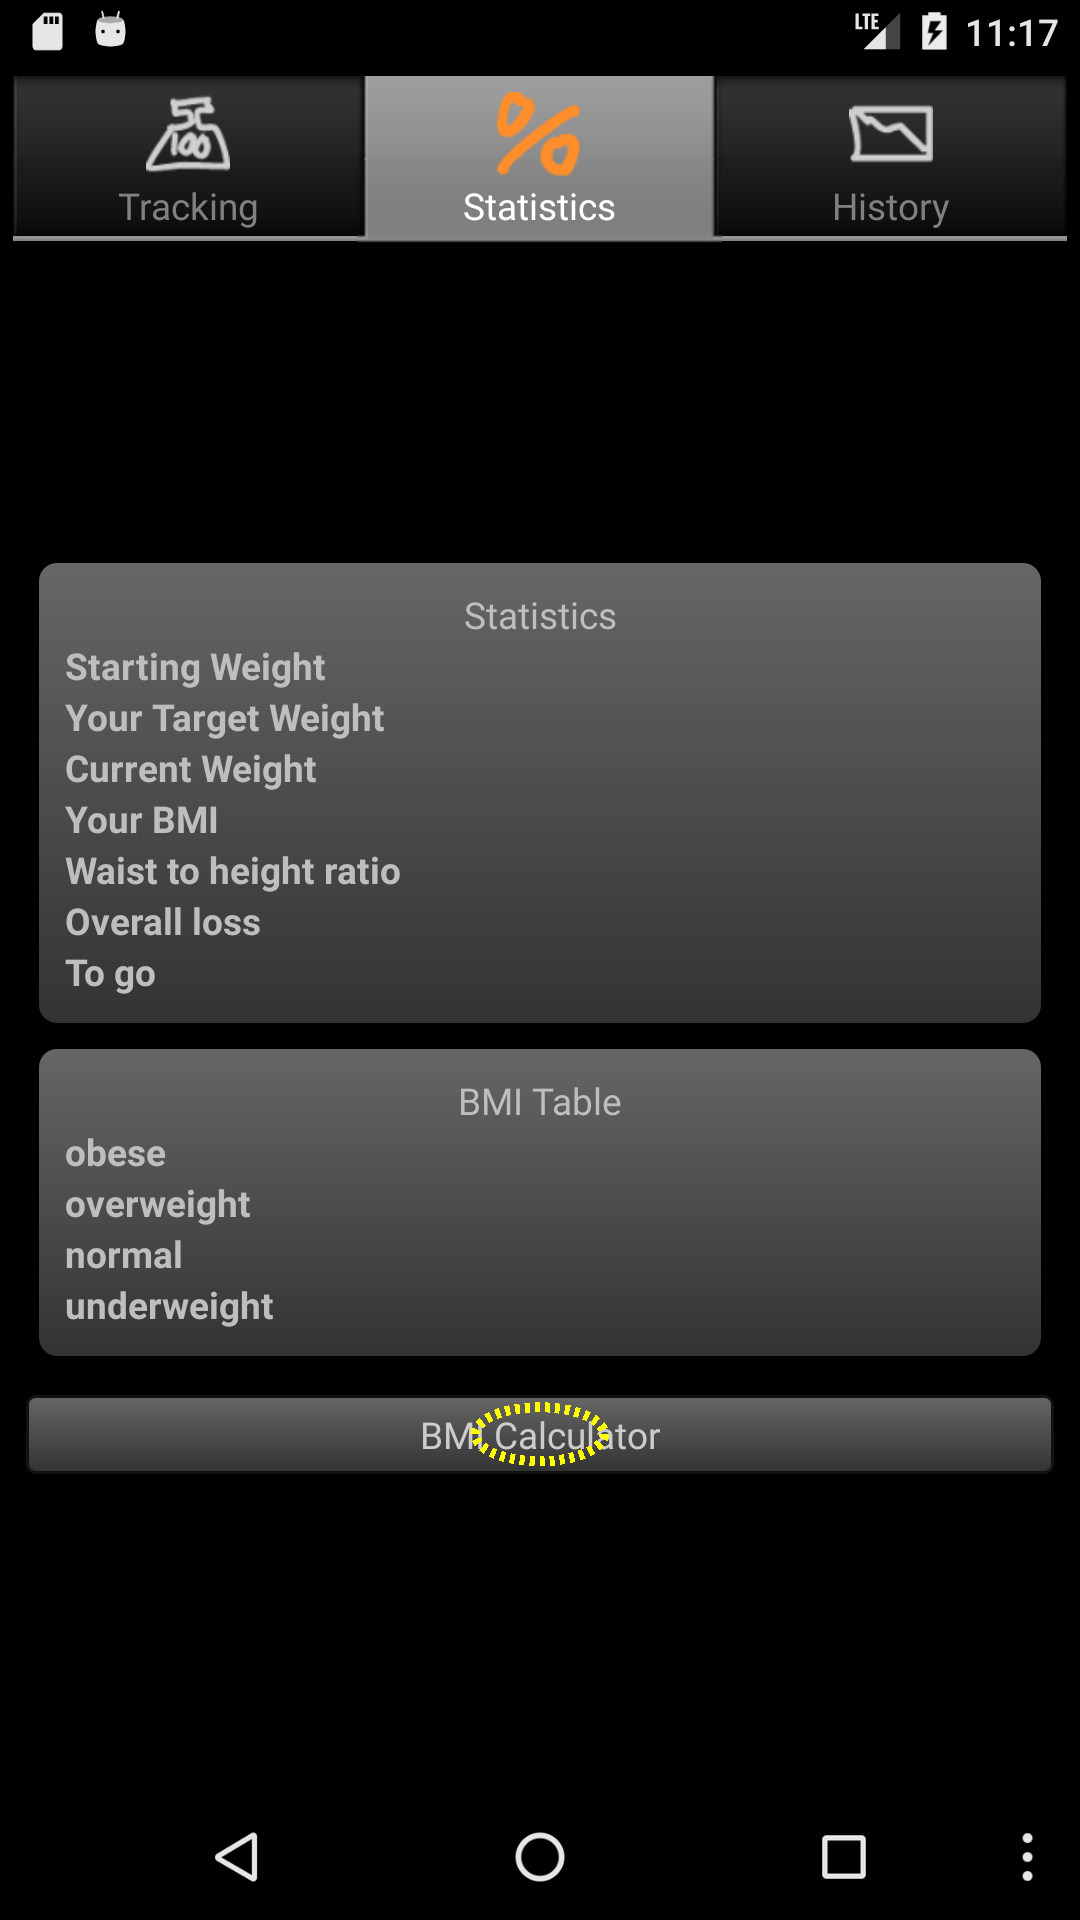 LTE 11:17
100
Tracking
%
Statistics
History
Statistics
Starting Weight
Your Target Weight
Current Weight
Your BMI
Waist to height ratio
Overall loss
To go
BMI Table
obese
overweight
normal
underweight
BMI Calculator